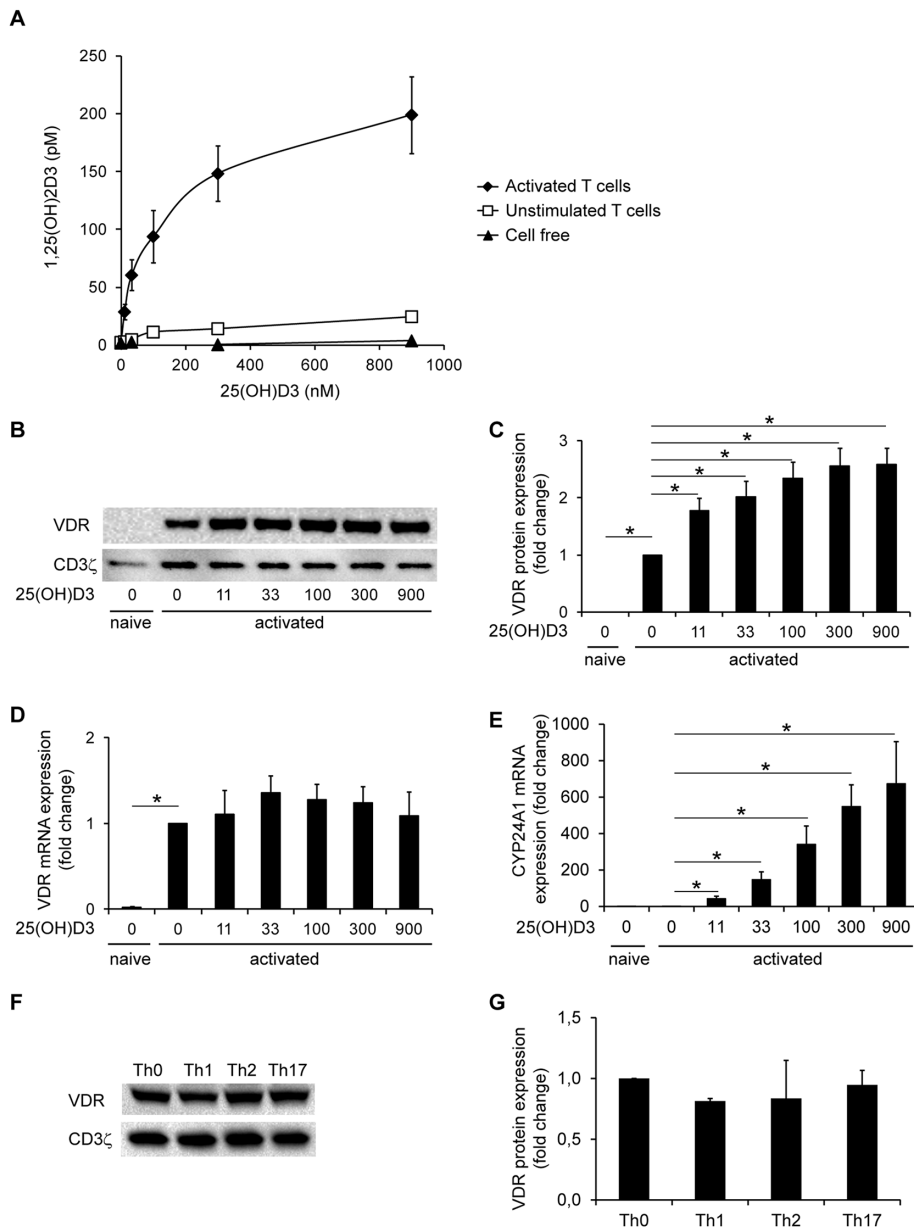 A
250
200
150
100
50
0
1,25(OH)2D3 (pM)
0 200 400 600 800 1000
25(OH)D3 (nM)
Activated T cells
Unstimulated T cells
Cell free
B
VDR
CD3ζ
25(OH)D3 0 0 11 33 100 300 900
naive activated
C
VDR protein expression
(fold change)
3
2
1
0
* * * * * *
25(OH)D3 0 0 11 33 100 300 900
naive activated
D
VDR mRNA expression
(fold change)
2
1
0
*
25(OH)D3 0 0 11 33 100 300 900
naive activated
E
CYP24A1 mRNA
expression (fold change)
1000
800
600
400
200
0
* * * * *
25(OH)D3 0 0 11 33 100 300 900
naive activated
F
Th0 Th1 Th2 Th17
VDR
CD3ζ
G
VDR protein expression
(fold change)
1,5
1,0
0,5
0,0
Th0 Th1 Th2 Th17